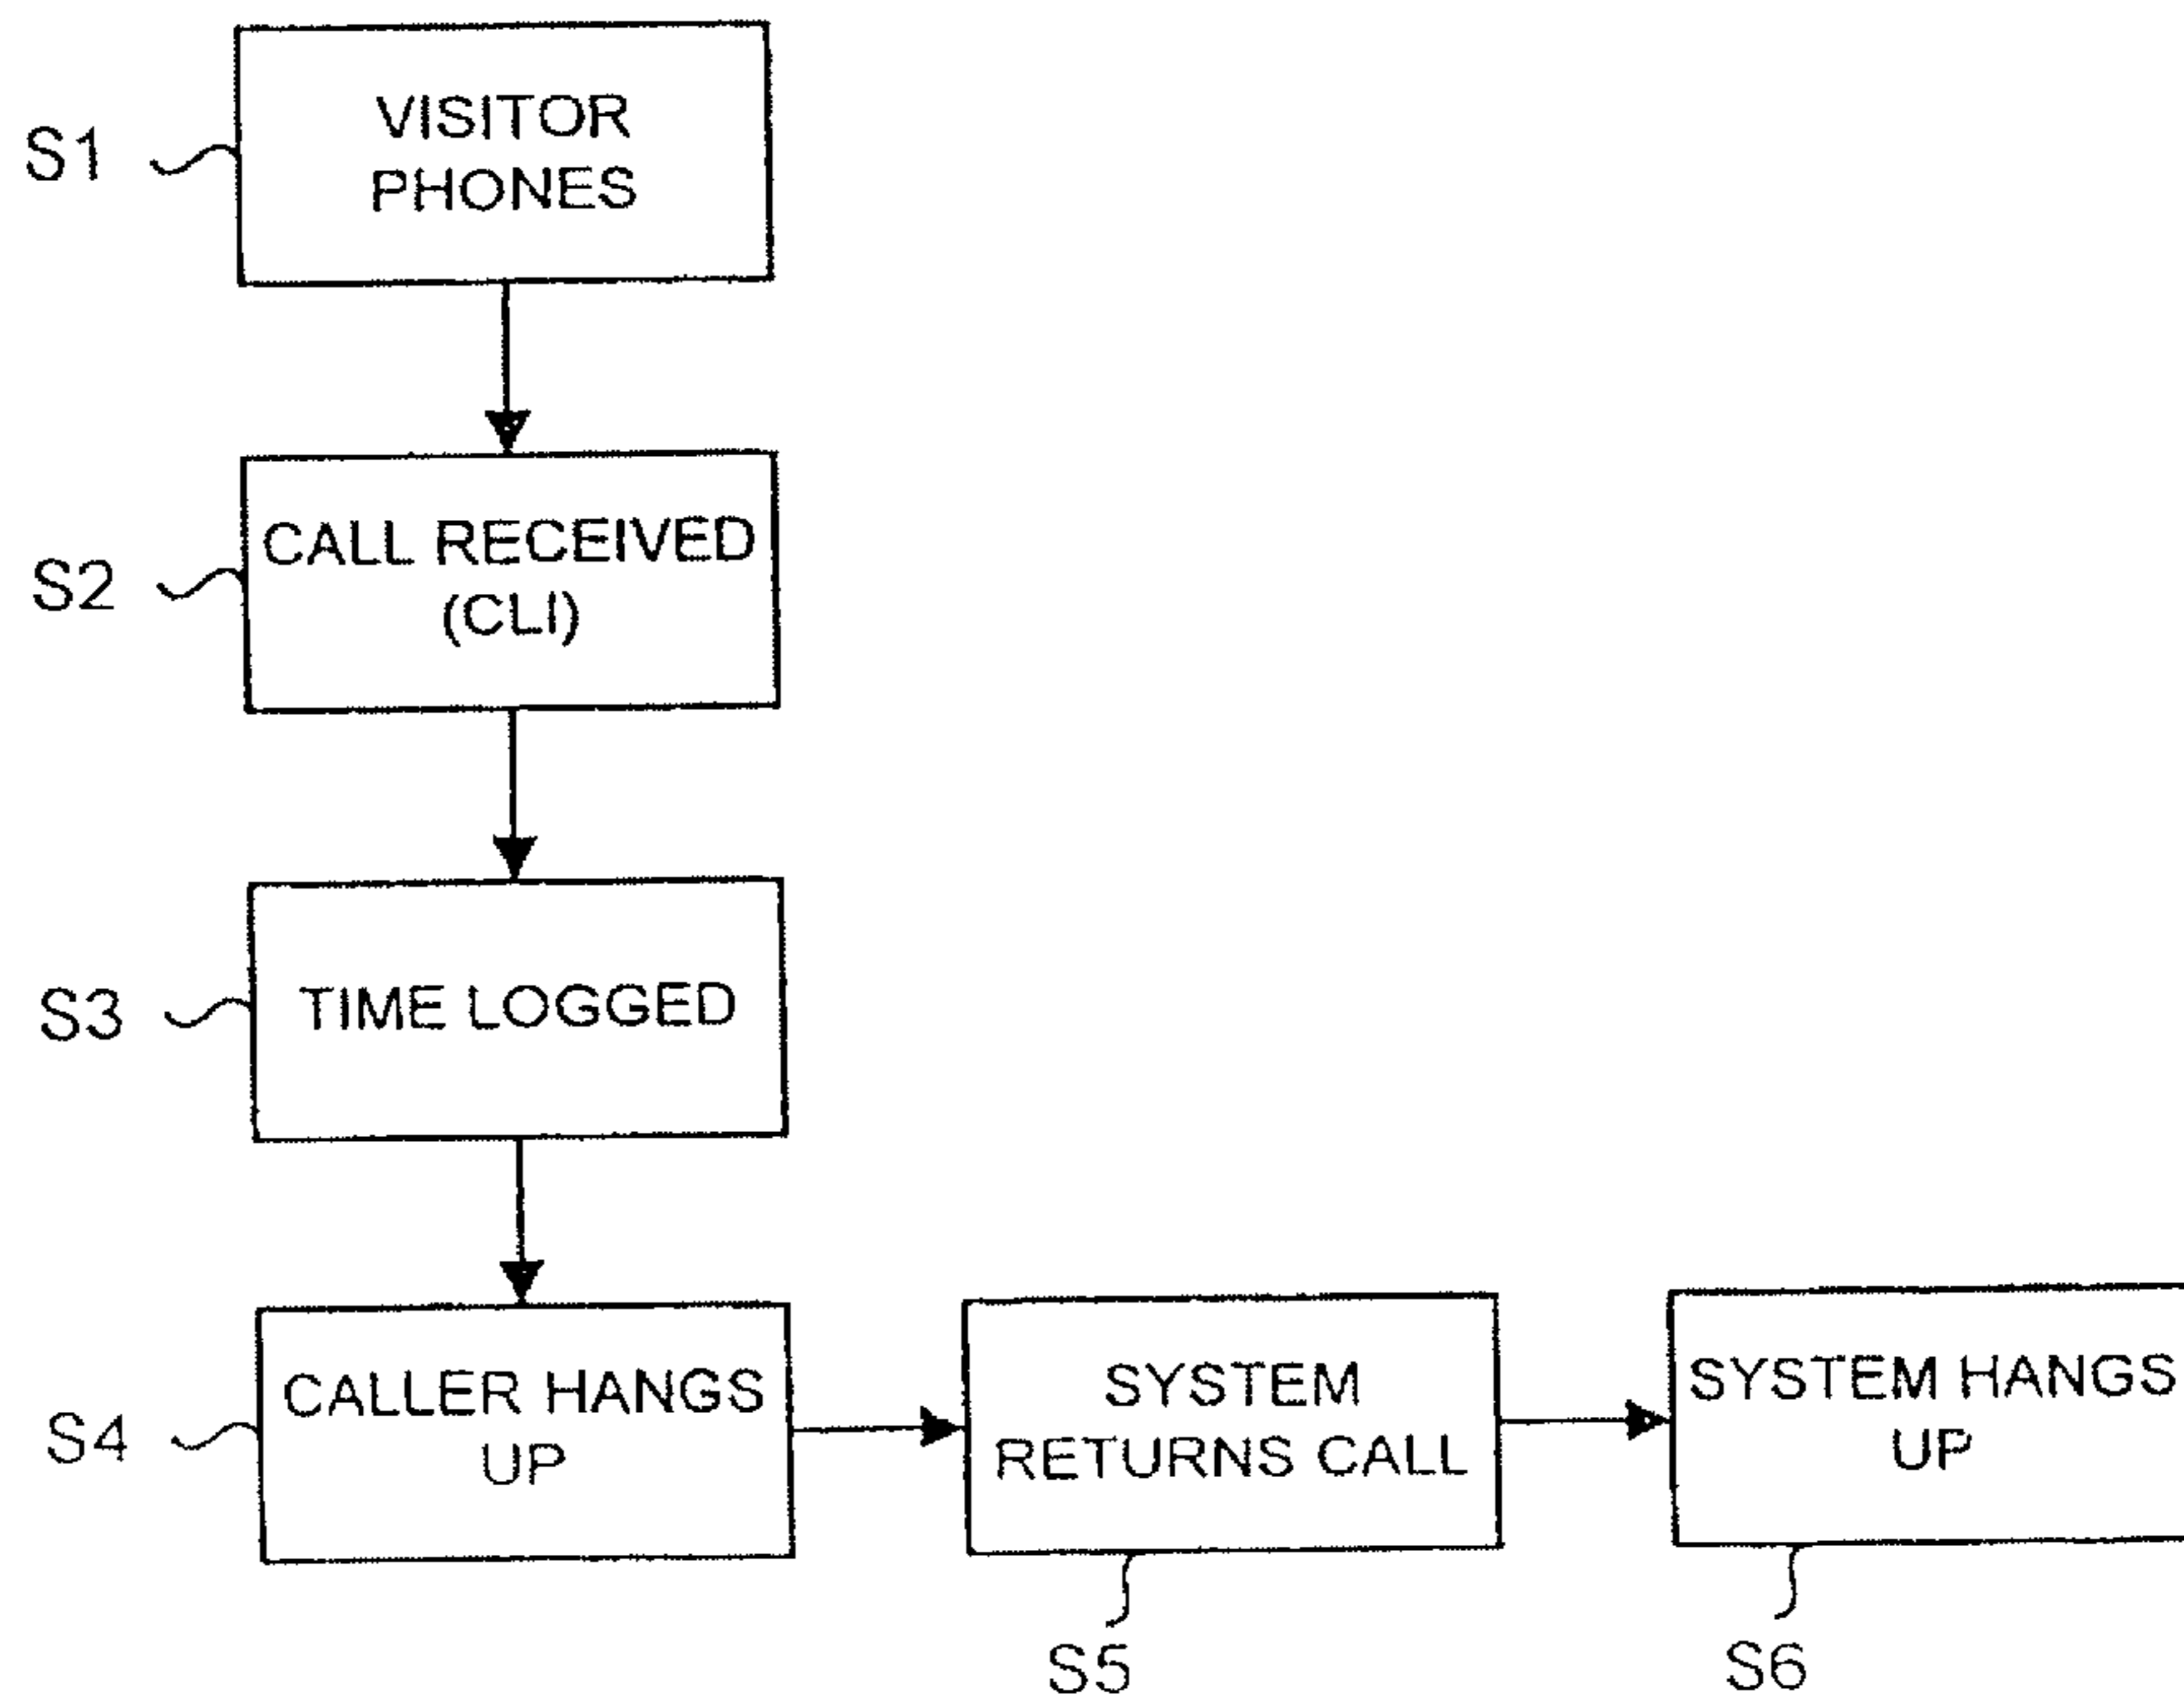 VISITOR
PHONES
S1
CALL RECEIVED
(CLI)
S2
TIME LOGGED
S3
CALLER HANGS
UP
S4
SYSTEM
RETURNS CALL
S5
SYSTEM HANGS
UP
S6